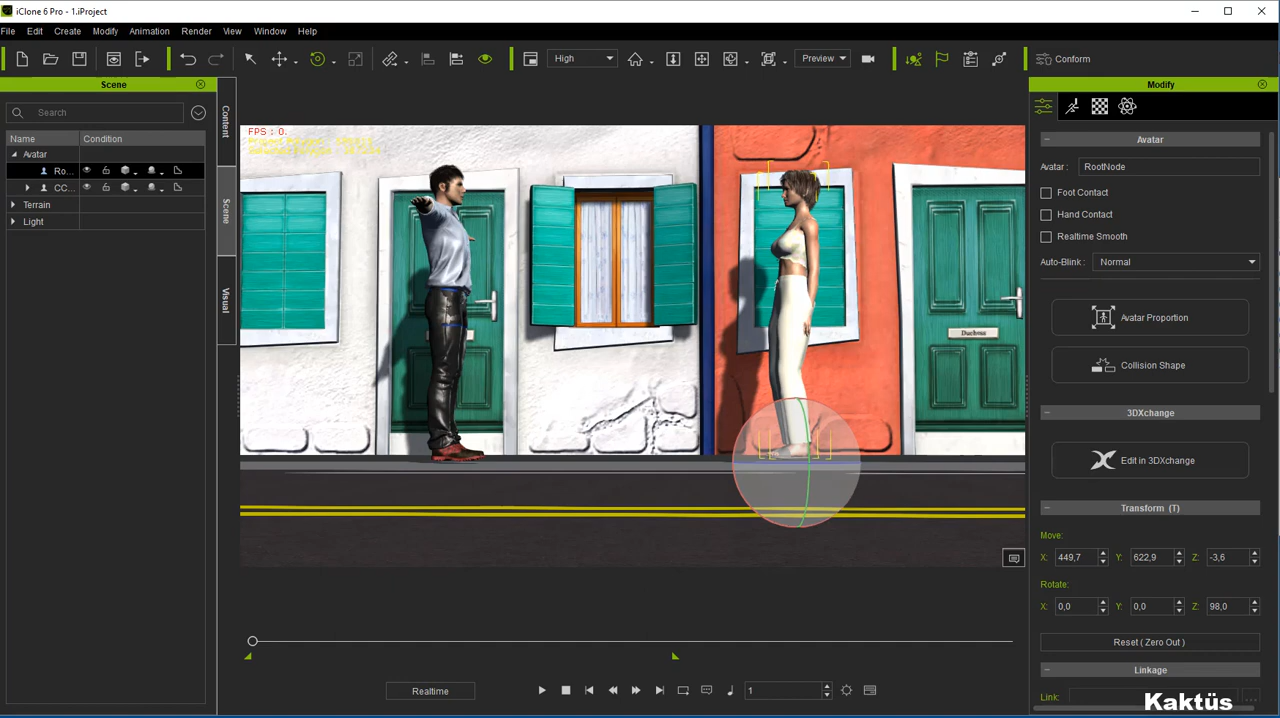 iClone 6 Pro - 1.iProject
File Edit Create Modify Animation Render View Window Help
High Preview Conform
Scene
Search
Name Condition
Avatar
Ro...
CC...
Terrain
Light
Content
Scene
Visual
FPS : 0.
Duchess
Modify
Avatar
Avatar : RootNode
Foot Contact
Hand Contact
Realtime Smooth
Auto-Blink : Normal
Avatar Proportion
Collision Shape
3DXchange
Edit in 3DXchange
Transform (T)
Move:
X: 449,7 Y: 622,9 Z: -3,6
Rotate:
X: 0,0 Y: 0,0 Z: 98,0
Reset ( Zero Out )
Linkage
Link:
Realtime
1
Kaktüs